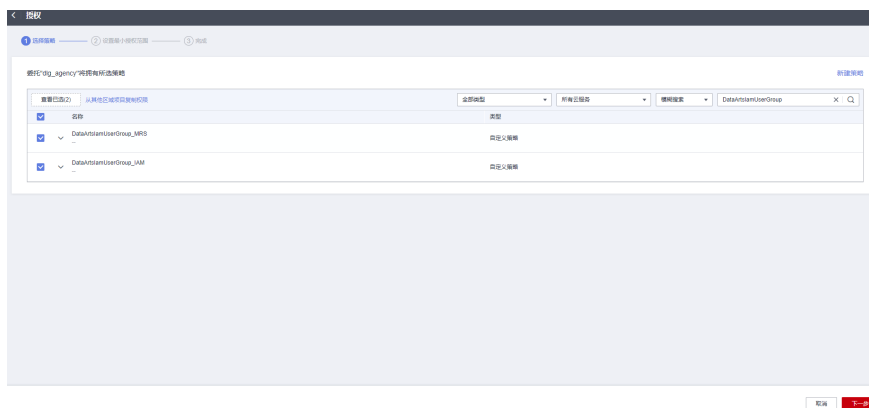 授权
1 选择策略 2 设置最小授权范围 3 完成
委托"dlg_agency"将拥有所选策略 新建策略
查看已选(2) 从其他区域项目复制权限 全部类型 所有云服务 模糊搜索 DataArtsIamUserGroup
名称 类型
DataArtsIamUserGroup_MRS
--
自定义策略
DataArtsIamUserGroup_IAM
--
自定义策略
取消 下一步